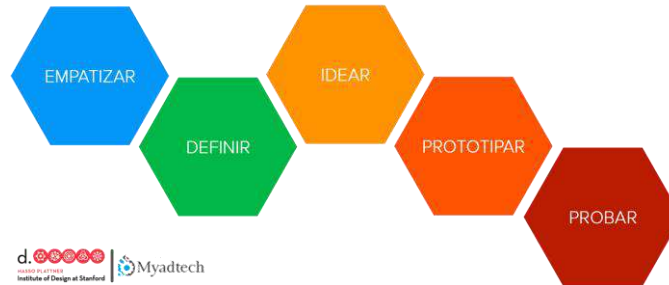 EMPATIZAR
DEFINIR
IDEAR
PROTOTIPAR
PROBAR
d.
HASSO PLATTNER
Institute of Design at Stanford
Myadtech